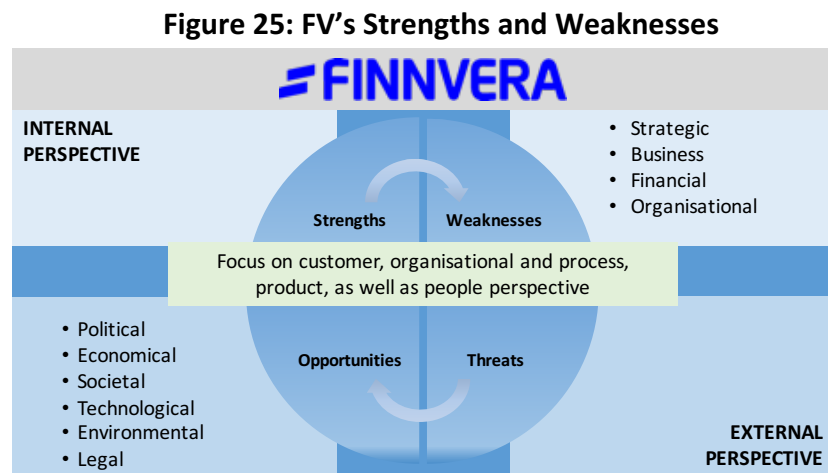 Figure 25: FV's Strengths and Weaknesses
FINNVERA
INTERNAL
PERSPECTIVE
• Strategic
• Business
• Financial
• Organisational
Strengths
Weaknesses
Focus on customer, organisational and process,
product, as well as people perspective
• Political
• Economical
• Societal
• Technological
• Environmental
• Legal
Opportunities
Threats
EXTERNAL
PERSPECTIVE